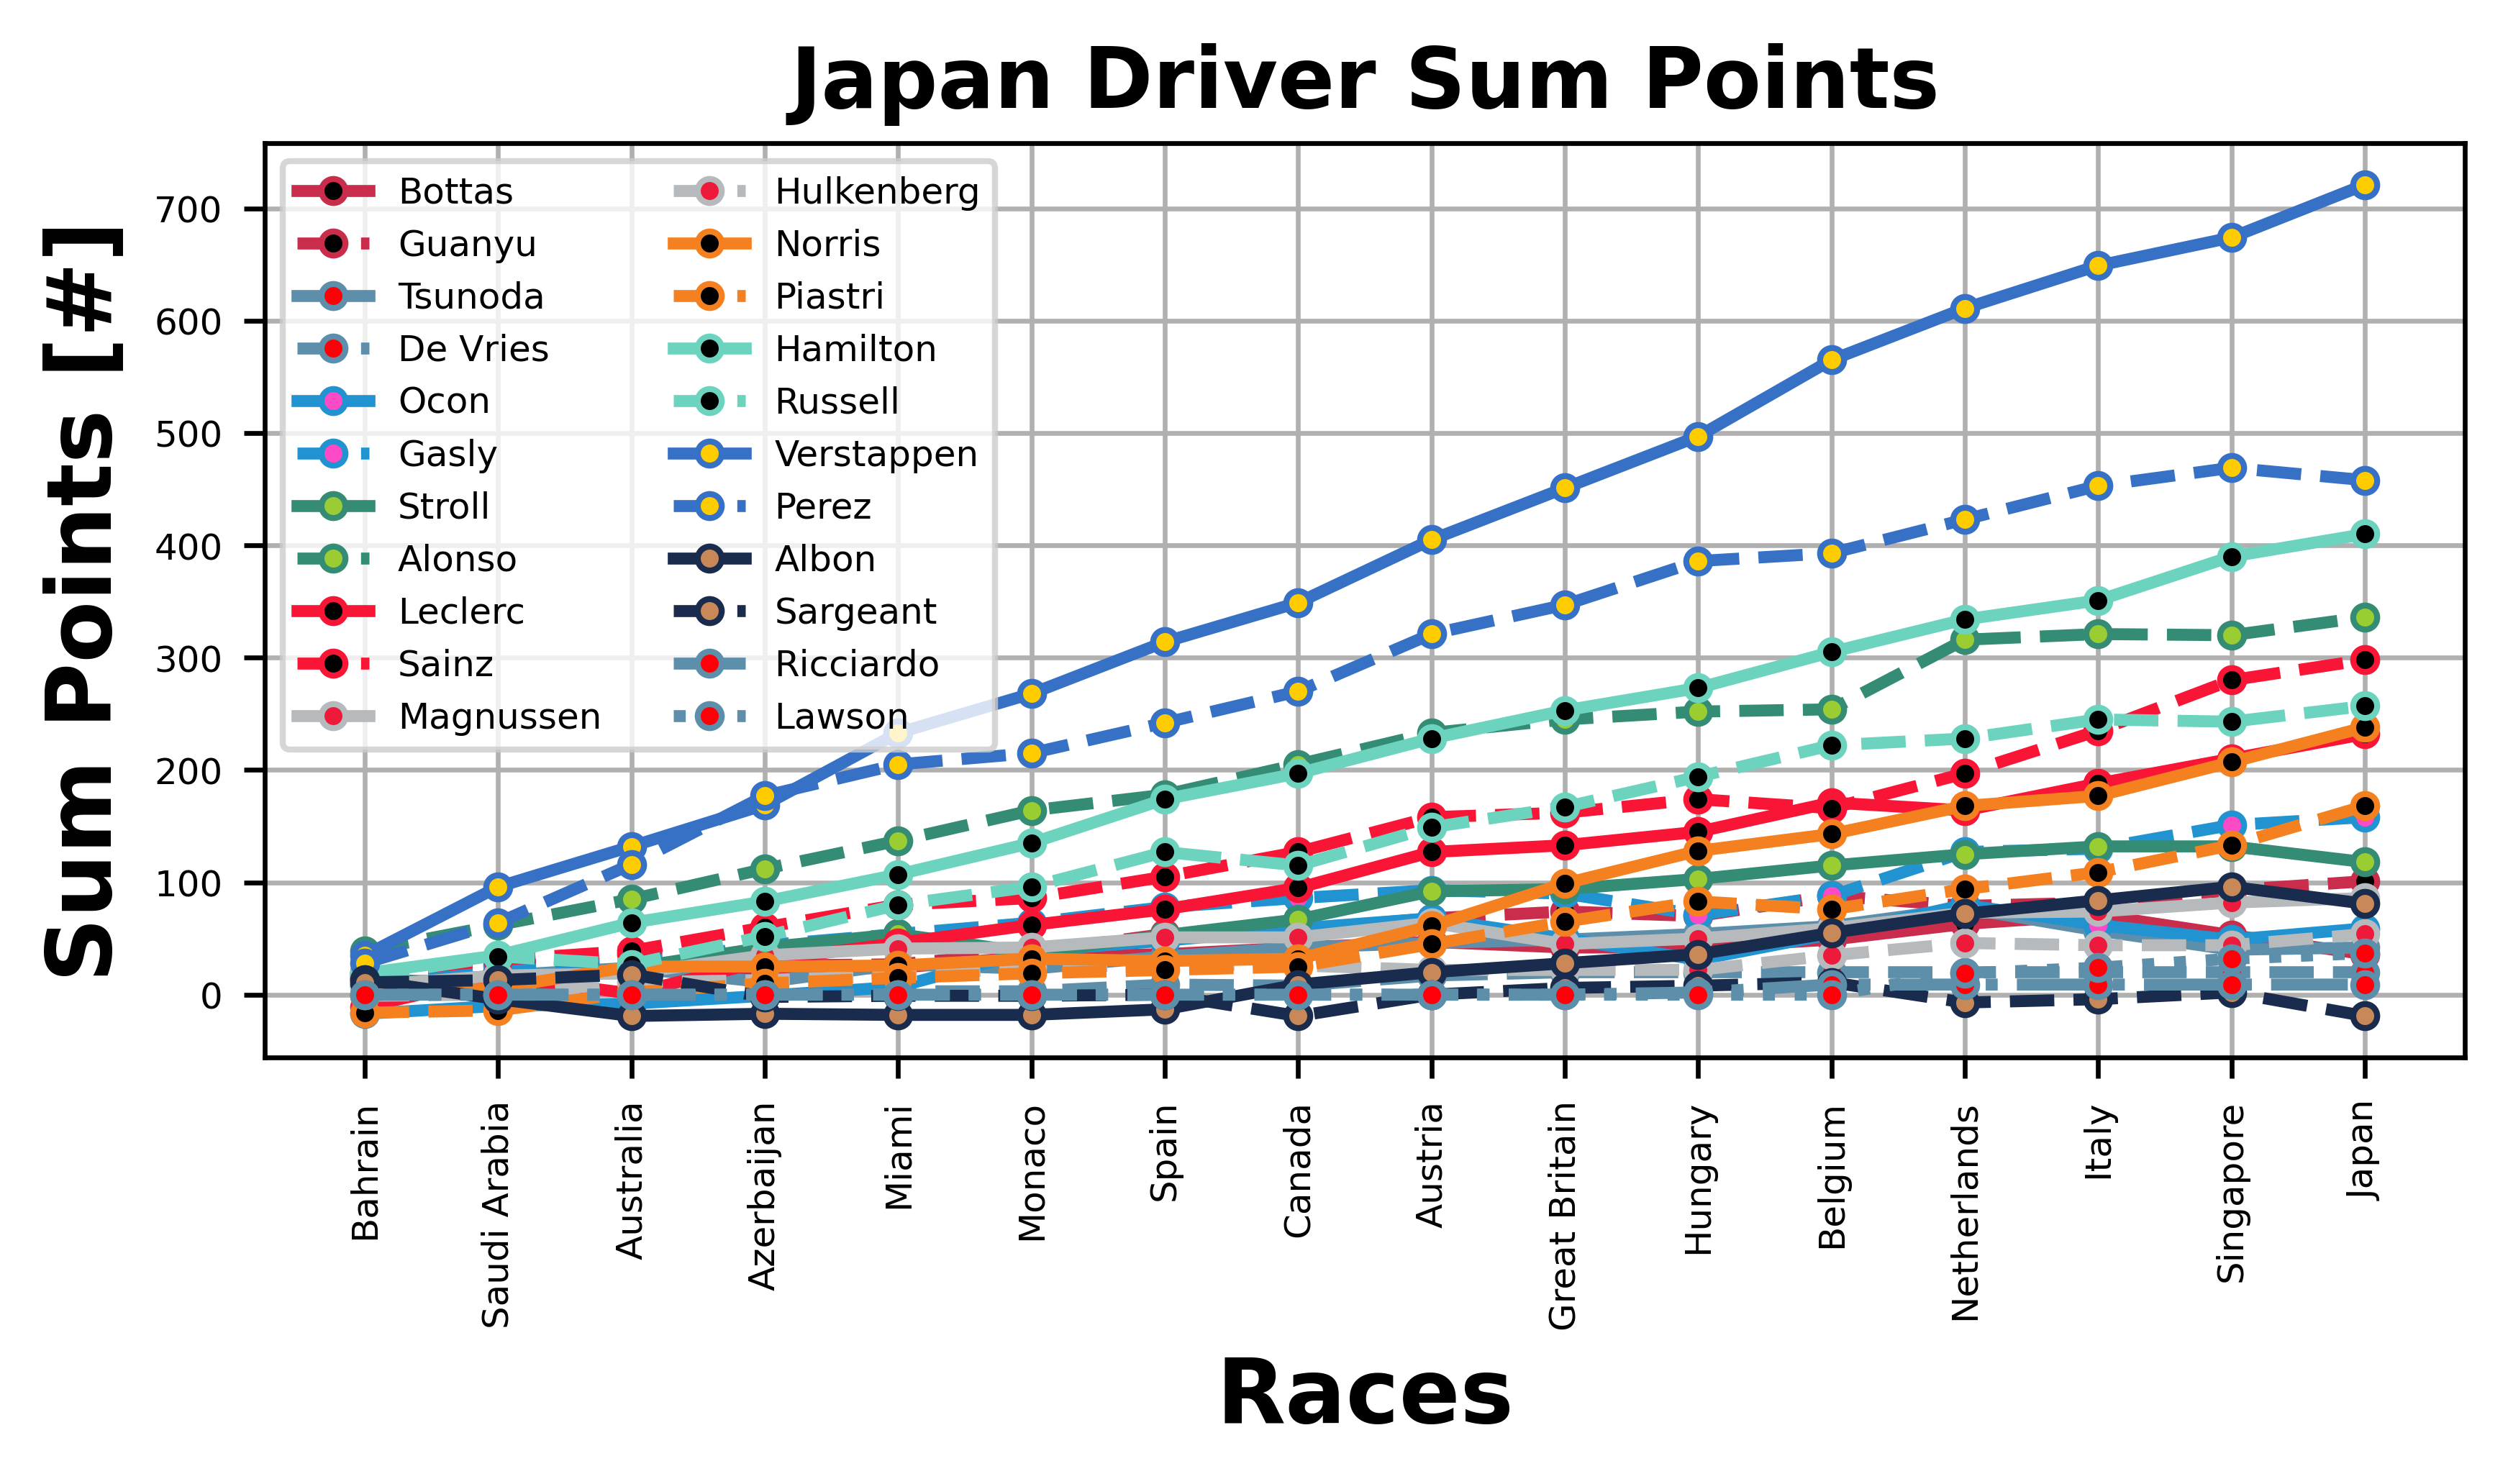 Japan Driver Sum Points
Sum Points [#]
700
600
500
400
300
200
100
0
Bottas
Guanyu
Tsunoda
De Vries
Ocon
Gasly
Stroll
Alonso
Leclerc
Sainz
Magnussen
Hulkenberg
Norris
Piastri
Hamilton
Russell
Verstappen
Perez
Albon
Sargeant
Ricciardo
Lawson
Bahrain
Saudi Arabia
Australia
Azerbaijan
Miami
Monaco
Spain
Canada
Austria
Great Britain
Hungary
Belgium
Netherlands
Italy
Singapore
Japan
Races